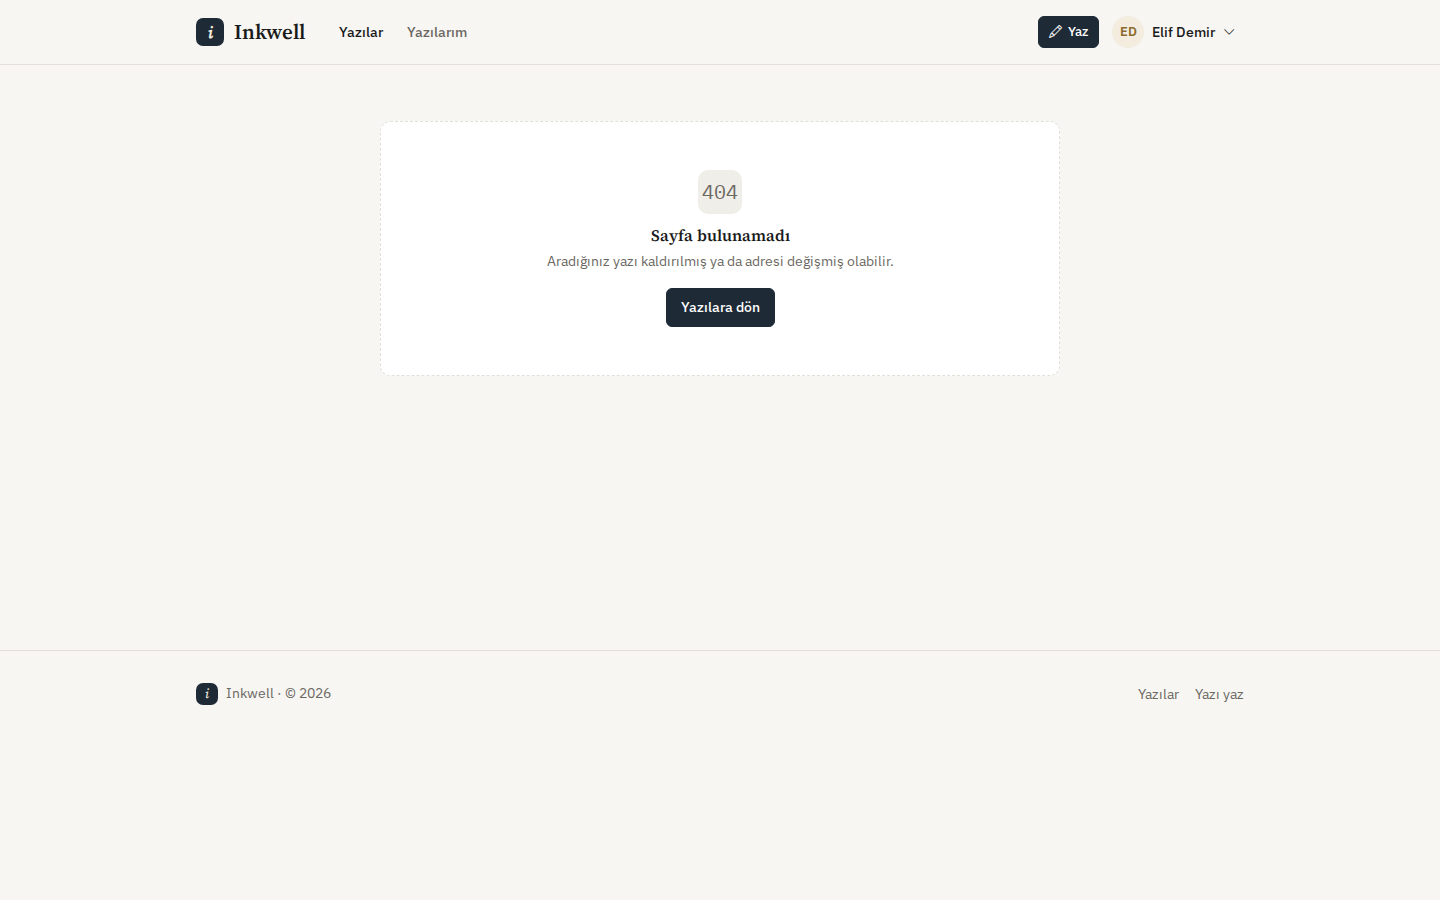 i Inkwell Yazılar Yazılarım Yaz ED Elif Demir
404
Sayfa bulunamadı
Aradığınız yazı kaldırılmış ya da adresi değişmiş olabilir.
Yazılara dön
i Inkwell · © 2026 Yazılar Yazı yaz